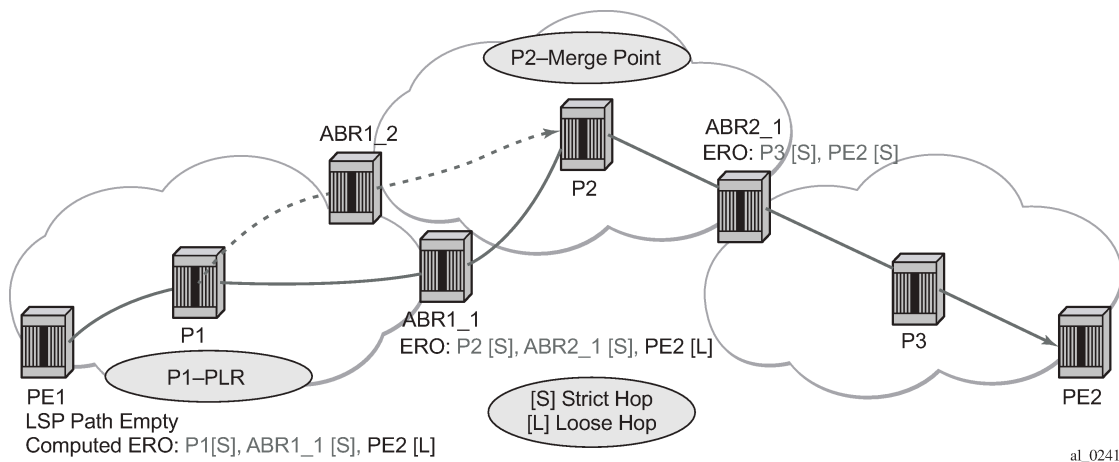 P2–Merge Point
ABR1_2
ABR2_1
ERO: P3 [S], PE2 [S]
P2
P1
ABR1_1
ERO: P2 [S], ABR2_1 [S], PE2 [L]
P3
P1–PLR
PE1
LSP Path Empty
Computed ERO: P1[S], ABR1_1 [S], PE2 [L]
[S] Strict Hop
[L] Loose Hop
PE2
al_0241